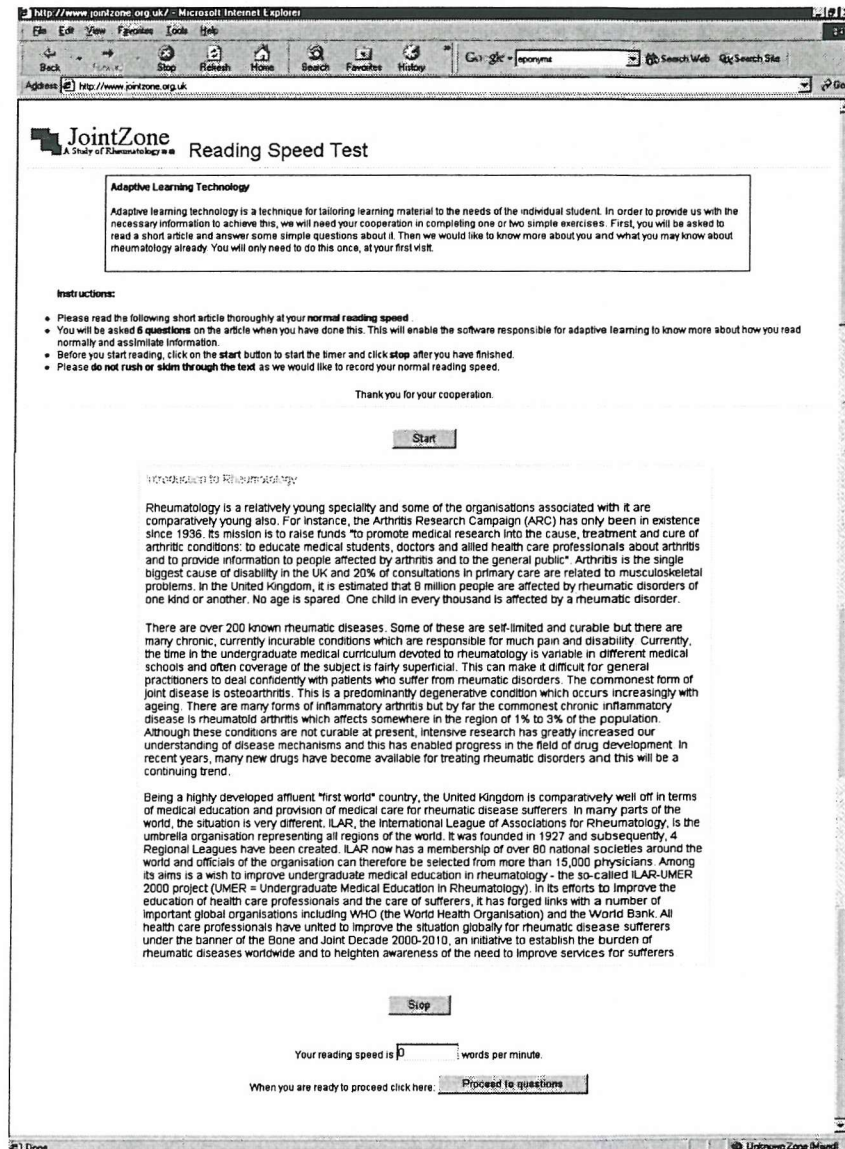 http://www.jointzone.org.uk/ - Microsoft Internet Explorer
File Edit View Favorites Tools Help
Back Stop Refresh Home Search Favorites History Google eponyms Search Web Search Site
Address http://www.jointzone.org.uk Go
JointZone
A Study of Rheumatology
Reading Speed Test
Adaptive Learning Technology
Adaptive learning technology is a technique for tailoring learning material to the needs of the individual student. In order to provide us with the
necessary information to achieve this, we will need your cooperation in completing one or two simple exercises. First, you will be asked to
read a short article and answer some simple questions about it. Then we would like to know more about you and what you may know about
rheumatology already. You will only need to do this once, at your first visit.
Instructions:
• Please read the following short article thoroughly at your normal reading speed .
• You will be asked 6 questions on the article when you have done this. This will enable the software responsible for adaptive learning to know more about how you read
normally and assimilate information.
• Before you start reading, click on the start button to start the timer and click stop after you have finished.
• Please do not rush or skim through the text as we would like to record your normal reading speed.
Thank you for your cooperation.
Start
Introduction to Rheumatology
Rheumatology is a relatively young speciality and some of the organisations associated with it are
comparatively young also. For instance, the Arthritis Research Campaign (ARC) has only been in existence
since 1936. Its mission is to raise funds "to promote medical research into the cause, treatment and cure of
arthritic conditions: to educate medical students, doctors and allied health care professionals about arthritis
and to provide information to people affected by arthritis and to the general public". Arthritis is the single
biggest cause of disability in the UK and 20% of consultations in primary care are related to musculoskeletal
problems. In the United Kingdom, it is estimated that 8 million people are affected by rheumatic disorders of
one kind or another. No age is spared. One child in every thousand is affected by a rheumatic disorder.
There are over 200 known rheumatic diseases. Some of these are self-limited and curable but there are
many chronic, currently incurable conditions which are responsible for much pain and disability. Currently,
the time in the undergraduate medical curriculum devoted to rheumatology is variable in different medical
schools and often coverage of the subject is fairly superficial. This can make it difficult for general
practitioners to deal confidently with patients who suffer from rheumatic disorders. The commonest form of
joint disease is osteoarthritis. This is a predominantly degenerative condition which occurs increasingly with
ageing. There are many forms of inflammatory arthritis but by far the commonest chronic inflammatory
disease is rheumatoid arthritis which affects somewhere in the region of 1% to 3% of the population.
Although these conditions are not curable at present, intensive research has greatly increased our
understanding of disease mechanisms and this has enabled progress in the field of drug development. In
recent years, many new drugs have become available for treating rheumatic disorders and this will be a
continuing trend.
Being a highly developed affluent "first world" country, the United Kingdom is comparatively well off in terms
of medical education and provision of medical care for rheumatic disease sufferers. In many parts of the
world, the situation is very different. ILAR, the International League of Associations for Rheumatology, is the
umbrella organisation representing all regions of the world. It was founded in 1927 and subsequently, 4
Regional Leagues have been created. ILAR now has a membership of over 80 national societies around the
world and officials of the organisation can therefore be selected from more than 15,000 physicians. Among
its aims is a wish to improve undergraduate medical education in rheumatology - the so-called ILAR-UMER
2000 project (UMER = Undergraduate Medical Education in Rheumatology). In its efforts to improve the
education of health care professionals and the care of sufferers, it has forged links with a number of
important global organisations including WHO (the World Health Organisation) and the World Bank. All
health care professionals have united to improve the situation globally for rheumatic disease sufferers
under the banner of the Bone and Joint Decade 2000-2010, an initiative to establish the burden of
rheumatic diseases worldwide and to heighten awareness of the need to improve services for sufferers
Stop
Your reading speed is 0 words per minute.
When you are ready to proceed click here: Proceed to questions
Done Unknown Zone (Mixed)